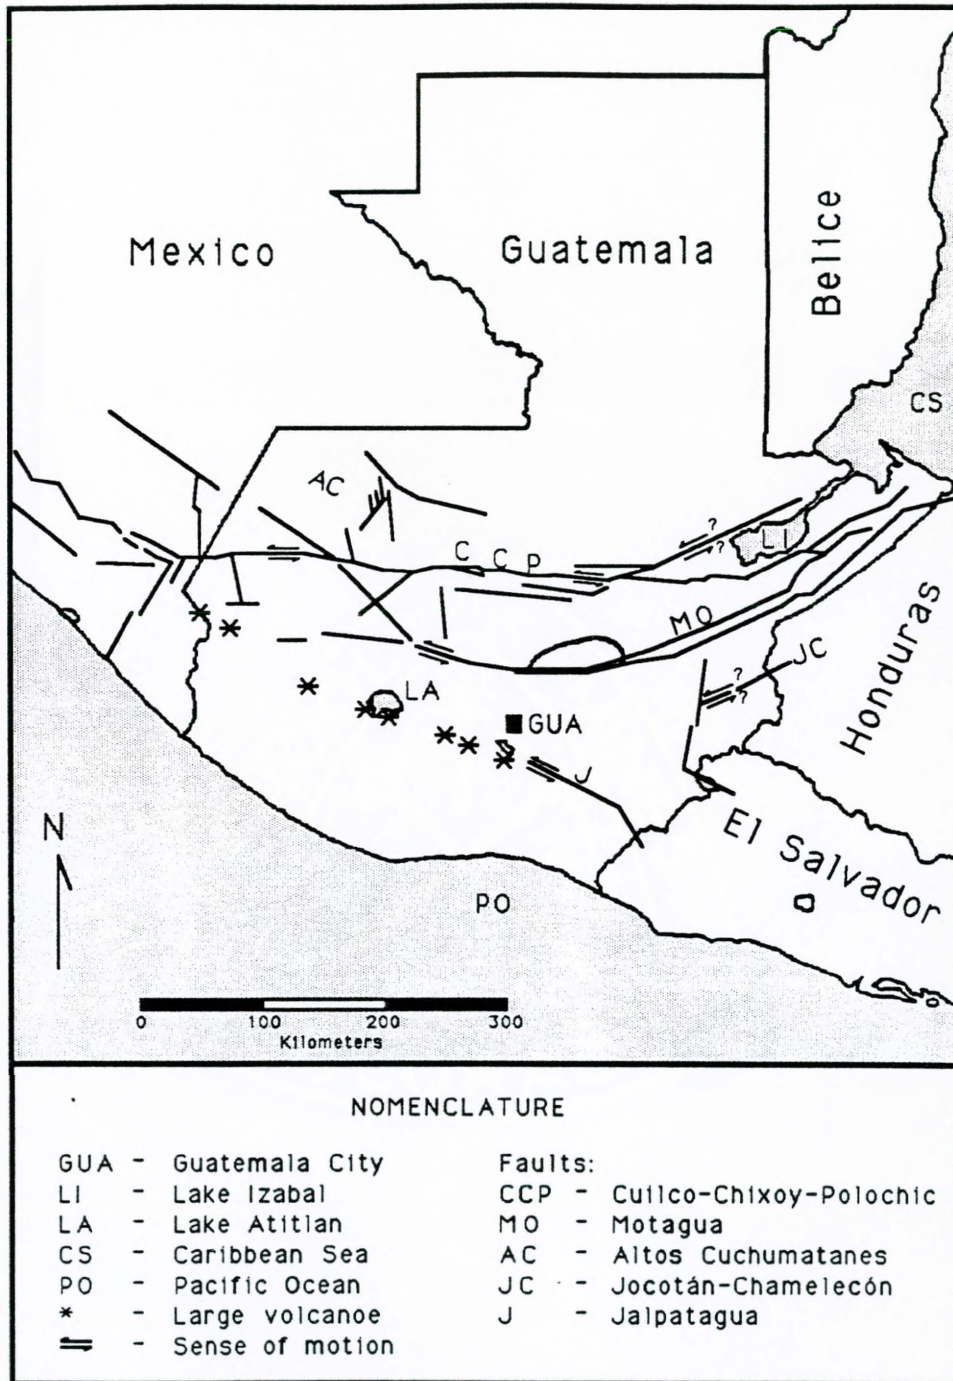 Mexico
Guatemala
Belice
CS
AC
C C P
?
?
LI
MO
JC
?
?
Honduras
LA
GUA
J
El Salvador
N
PO
0 100 200 300
Kilometers
NOMENCLATURE
GUA - Guatemala City
LI - Lake Izabal
LA - Lake Atitlan
CS - Caribbean Sea
PO - Pacific Ocean
* - Large volcanoe
⇌ - Sense of motion
Faults:
CCP - Cuilco-Chixoy-Polochic
MO - Motagua
AC - Altos Cuchumatanes
JC - Jocotán-Chamelecón
J - Jalpatagua